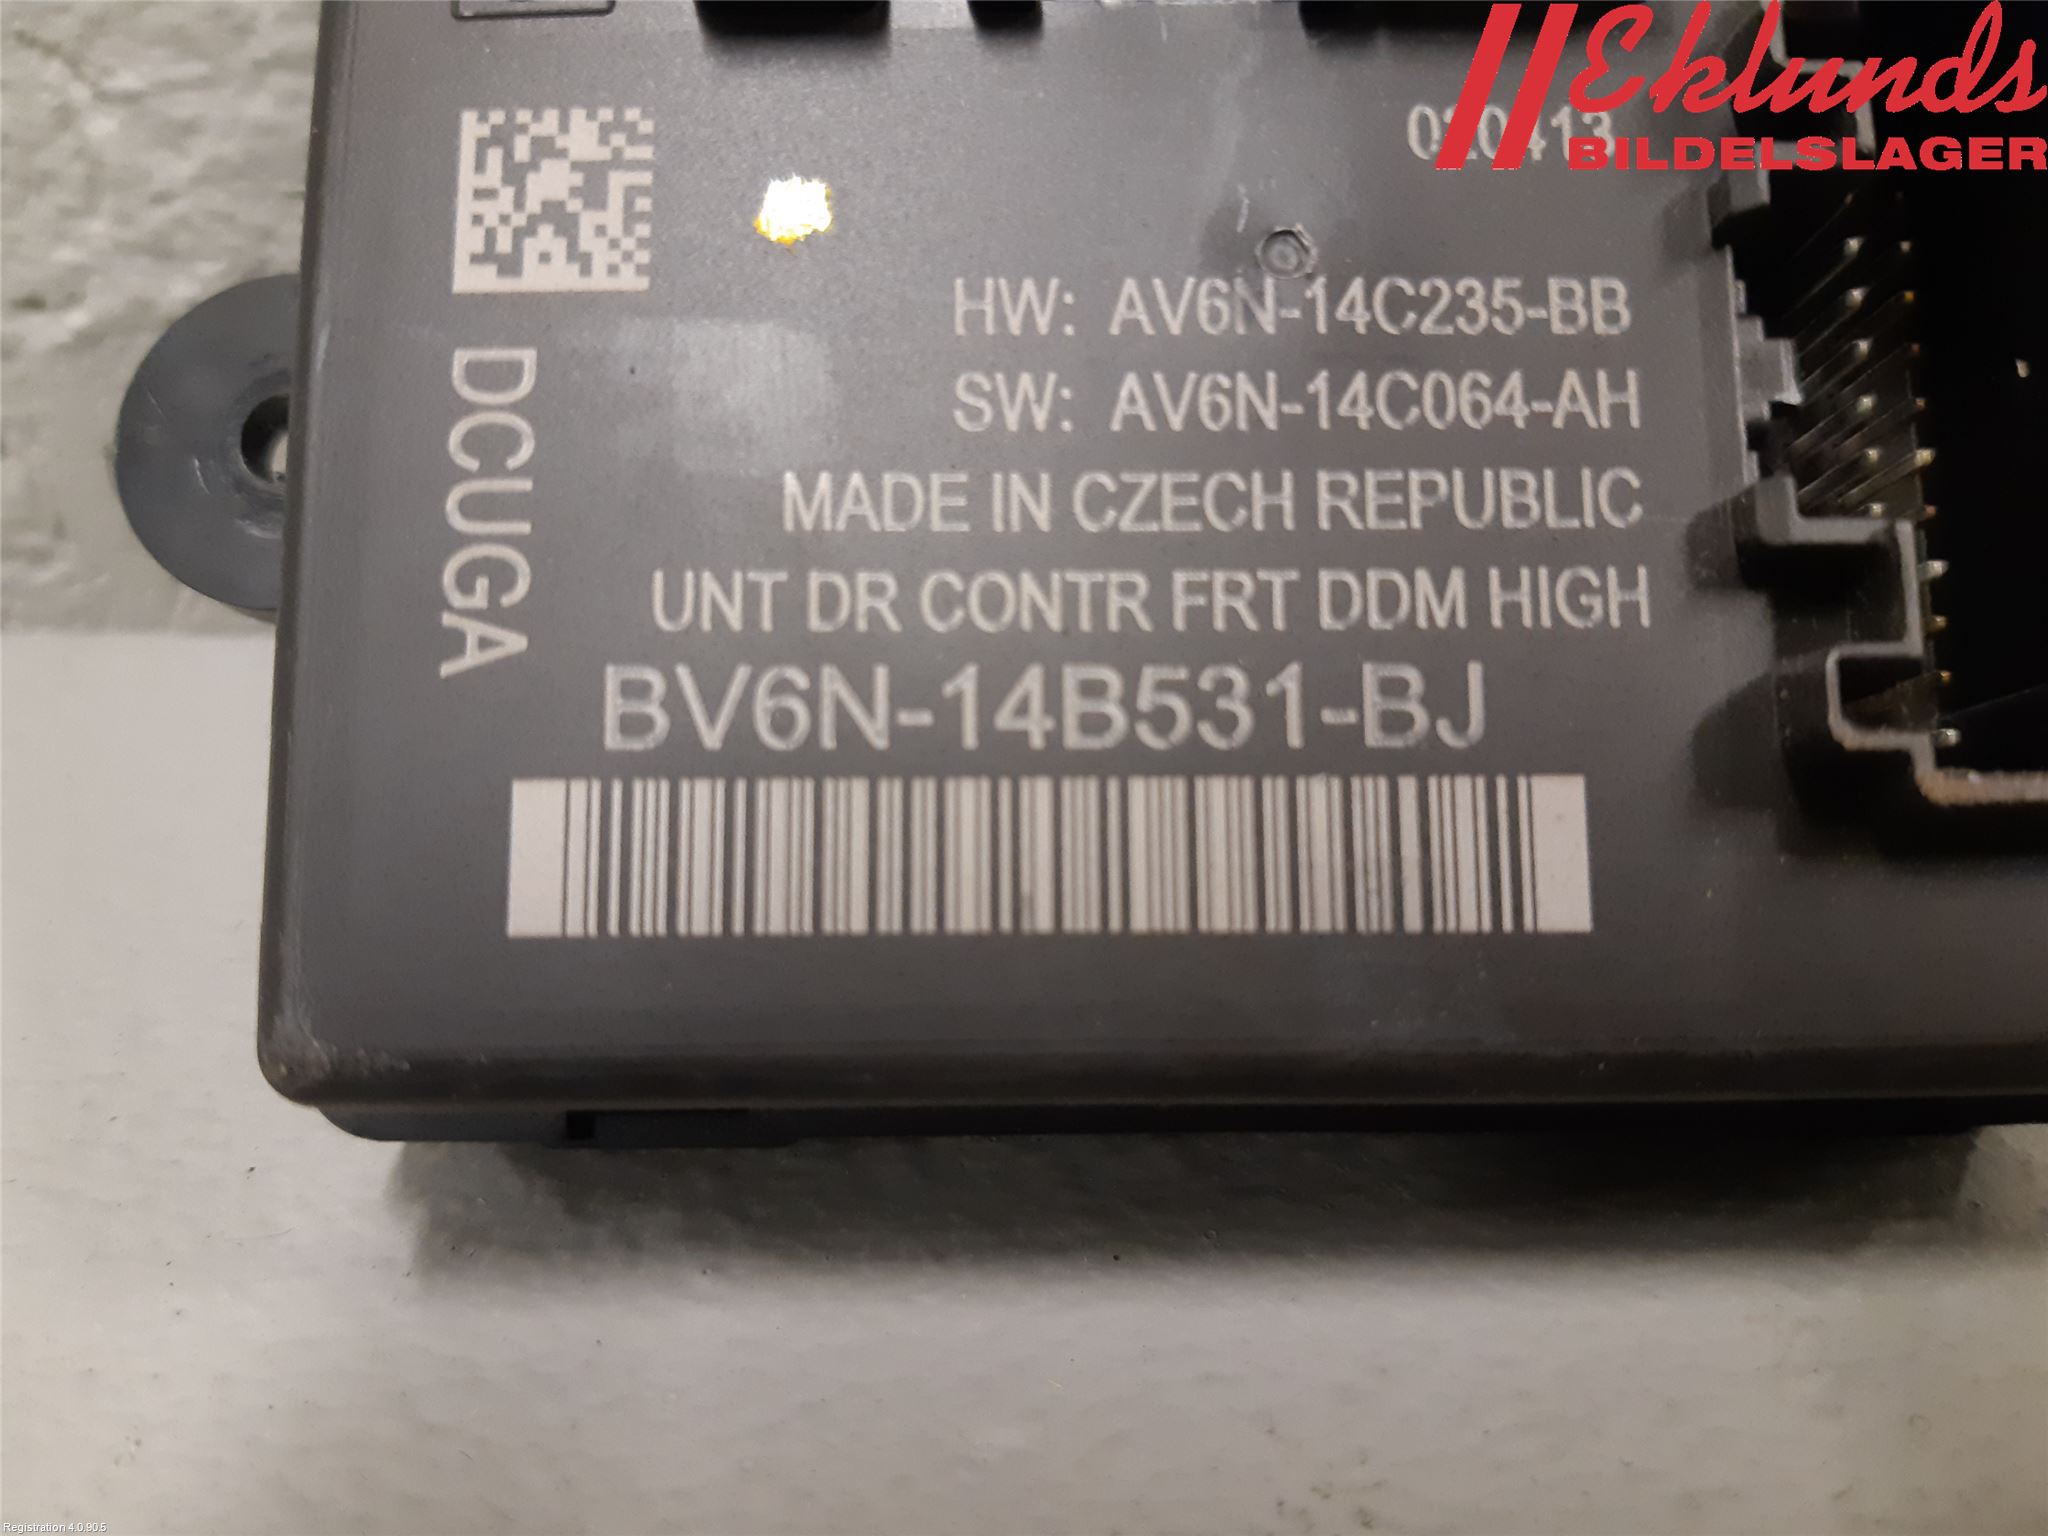 Eklunds
BILDELSLAGER
020413
HW: AV6N-14C235-BB
SW: AV6N-14C064-AH
MADE IN CZECH REPUBLIC
UNT DR CONTR FRT DDM HIGH
BV6N-14B531-BJ
DCUGA
Registration 4.0.90.5